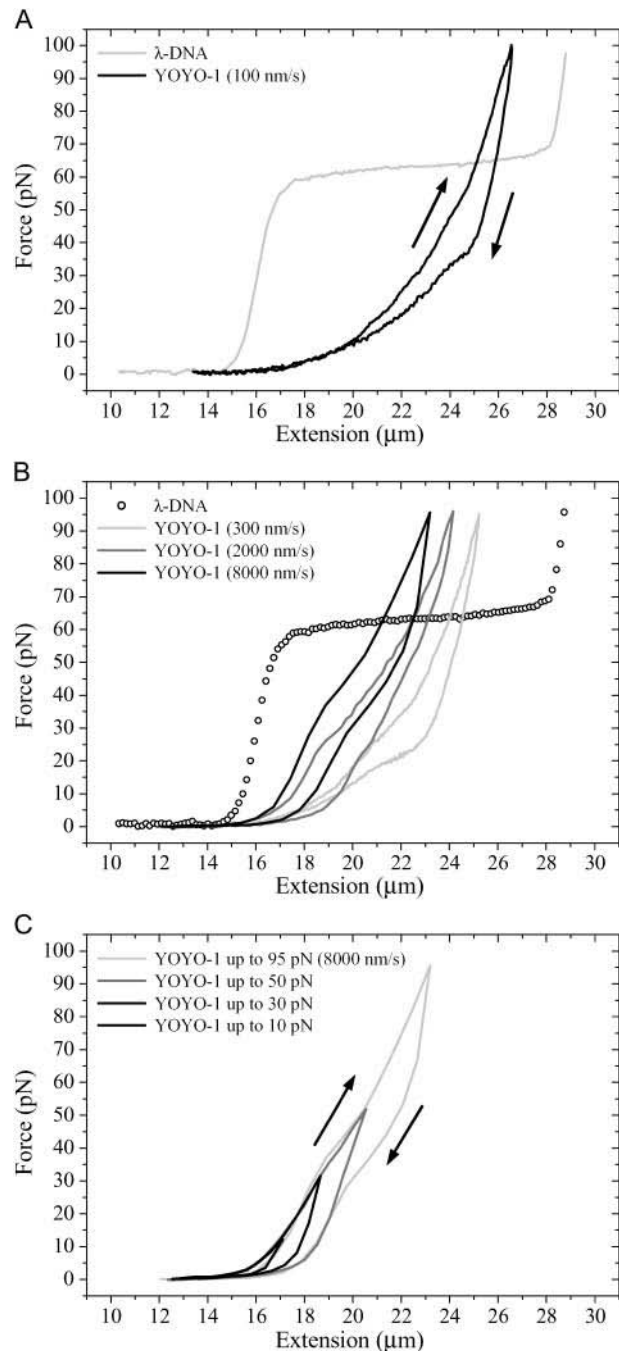 A
λ-DNA
YOYO-1 (100 nm/s)
100
90
80
70
60
50
40
30
20
10
0
Force (pN)
10 12 14 16 18 20 22 24 26 28 30
Extension (μm)
B
λ-DNA
YOYO-1 (300 nm/s)
YOYO-1 (2000 nm/s)
YOYO-1 (8000 nm/s)
100
90
80
70
60
50
40
30
20
10
0
Force (pN)
10 12 14 16 18 20 22 24 26 28 30
Extension (μm)
C
YOYO-1 up to 95 pN (8000 nm/s)
YOYO-1 up to 50 pN
YOYO-1 up to 30 pN
YOYO-1 up to 10 pN
100
90
80
70
60
50
40
30
20
10
0
Force (pN)
10 12 14 16 18 20 22 24 26 28 30
Extension (μm)